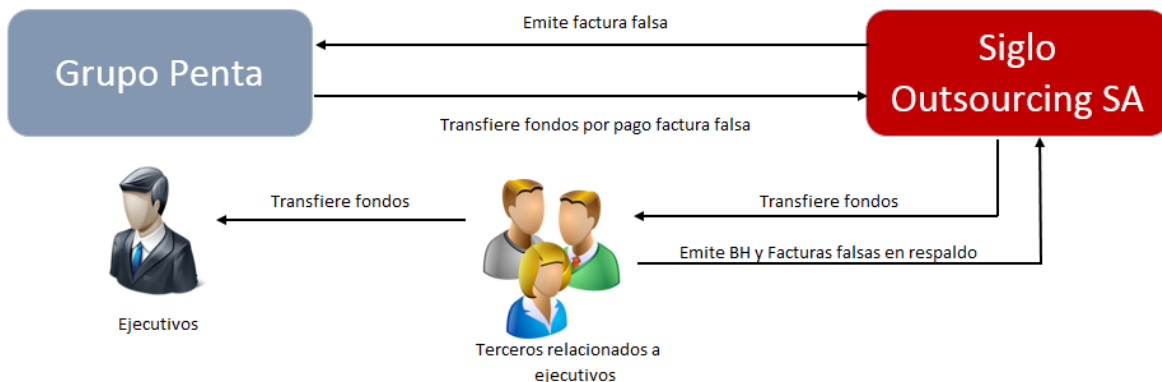 Emite factura falsa
Grupo Penta
Siglo
Outsourcing SA
Transfiere fondos por pago factura falsa
Transfiere fondos
Transfiere fondos
Emite BH y Facturas falsas en respaldo
Ejecutivos
Terceros relacionados a
ejecutivos